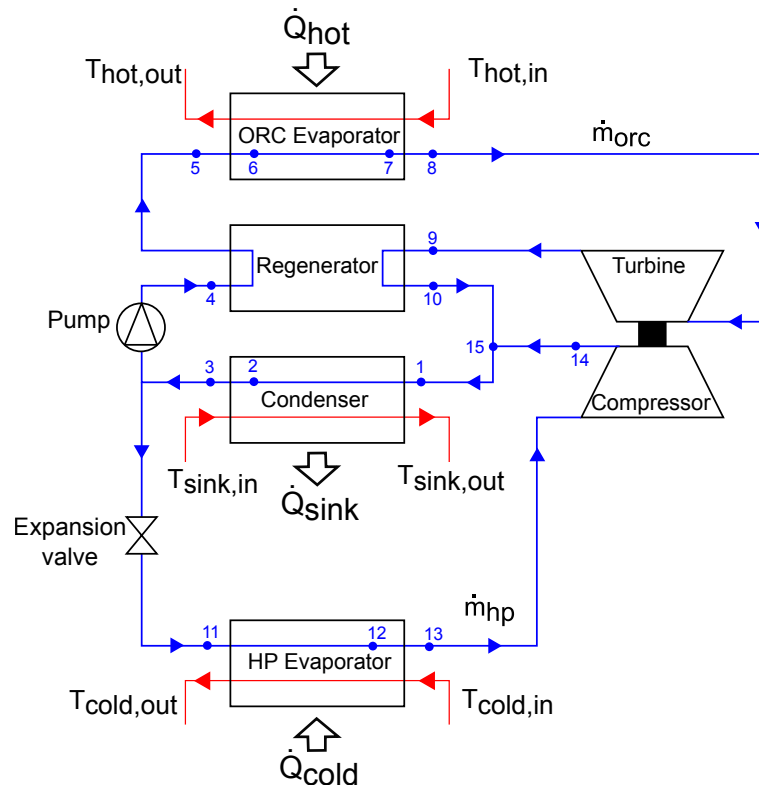 Q̇hot
Thot,out
Thot,in
ORC Evaporator
ṁorc
5
6
7
8
9
Regenerator
Turbine
4
10
Pump
15
14
3
2
1
Condenser
Compressor
Tsink,in
Tsink,out
Q̇sink
Expansion
valve
ṁhp
11
12
13
HP Evaporator
Tcold,out
Tcold,in
Q̇cold